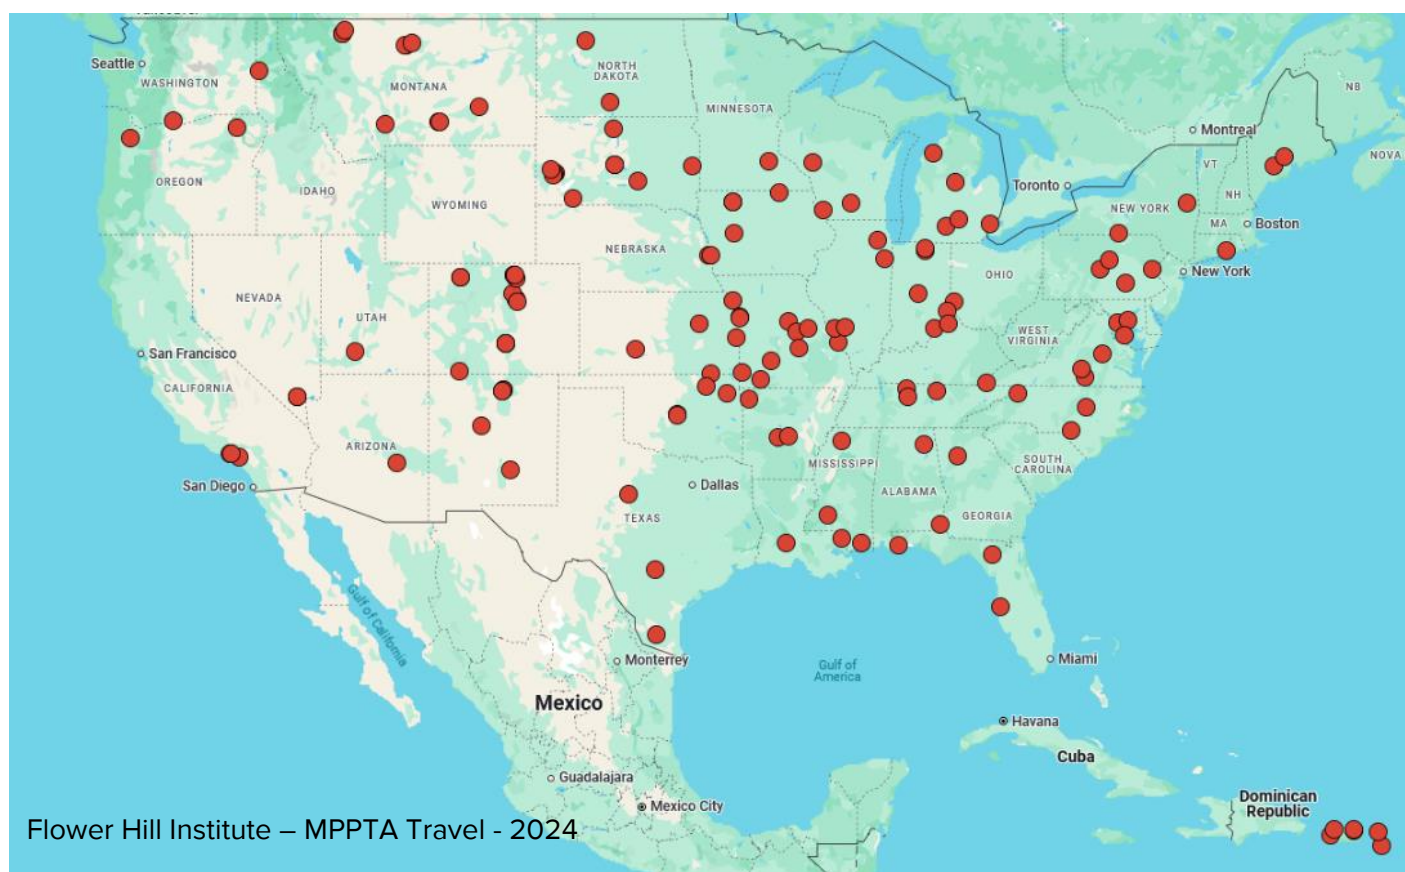 Seattle
WASHINGTON
MONTANA
NORTH
DAKOTA
MINNESOTA
Montreal
NB
NOVA
VT
NH
MA
Boston
Toronto
NEW YORK
New York
OREGON
IDAHO
WYOMING
NEBRASKA
OHIO
NEVADA
UTAH
WEST
VIRGINIA
San Francisco
CALIFORNIA
ARIZONA
San Diego
Dallas
MISSISSIPPI
ALABAMA
SOUTH
CAROLINA
GEORGIA
TEXAS
Gulf of California
Monterrey
Gulf of
America
Miami
Mexico
Havana
Cuba
Guadalajara
Mexico City
Dominican
Republic
Flower Hill Institute – MPPTA Travel - 2024